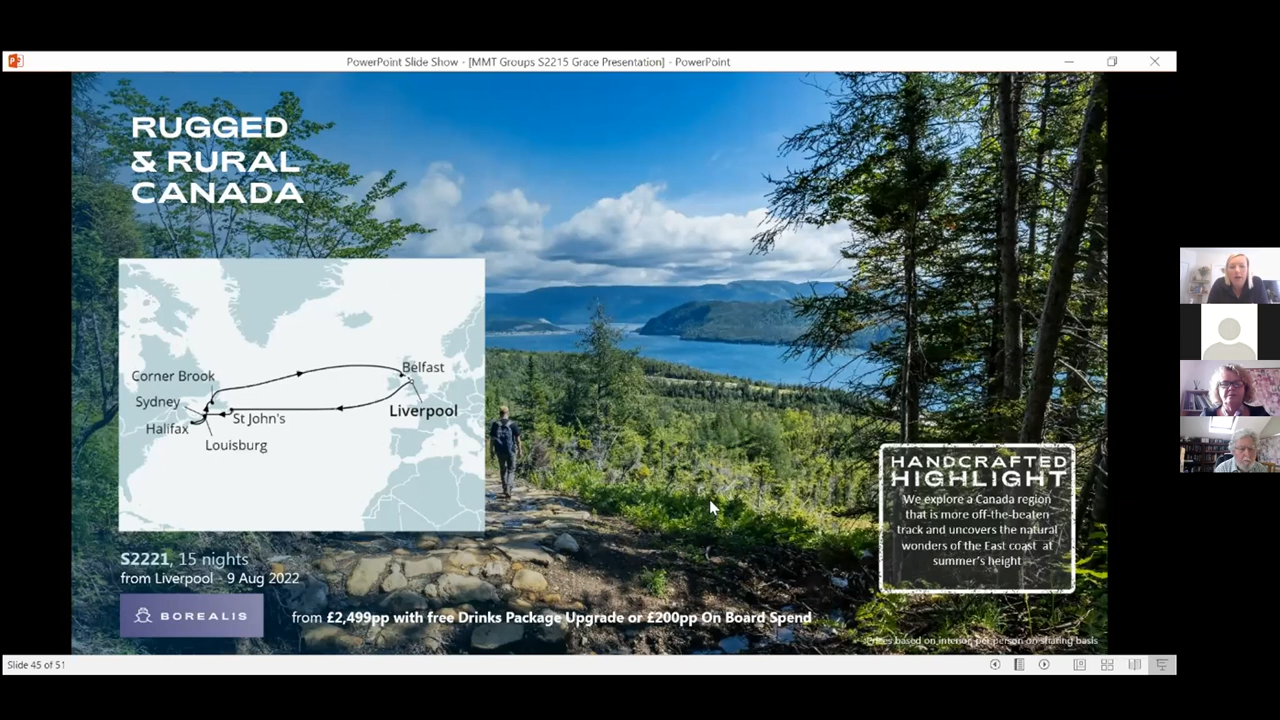 PowerPoint Slide Show - [MMT Groups S2215 Grace Presentation] - PowerPoint
RUGGED
& RURAL
CANADA
Belfast
Corner Brook
Sydney
Liverpool
St John's
Halifax
Louisburg
HANDCRAFTED
HIGHLIGHT
We explore a Canada region
that is more off-the-beaten
track and uncovers the natural
wonders of the East coast at
summer's height
S2221, 15 nights
from Liverpool - 9 Aug 2022
BOREALIS
from £2,499pp with free Drinks Package Upgrade or £200pp On Board Spend
*Prices based on interior, per person on sharing basis
Slide 45 of 51